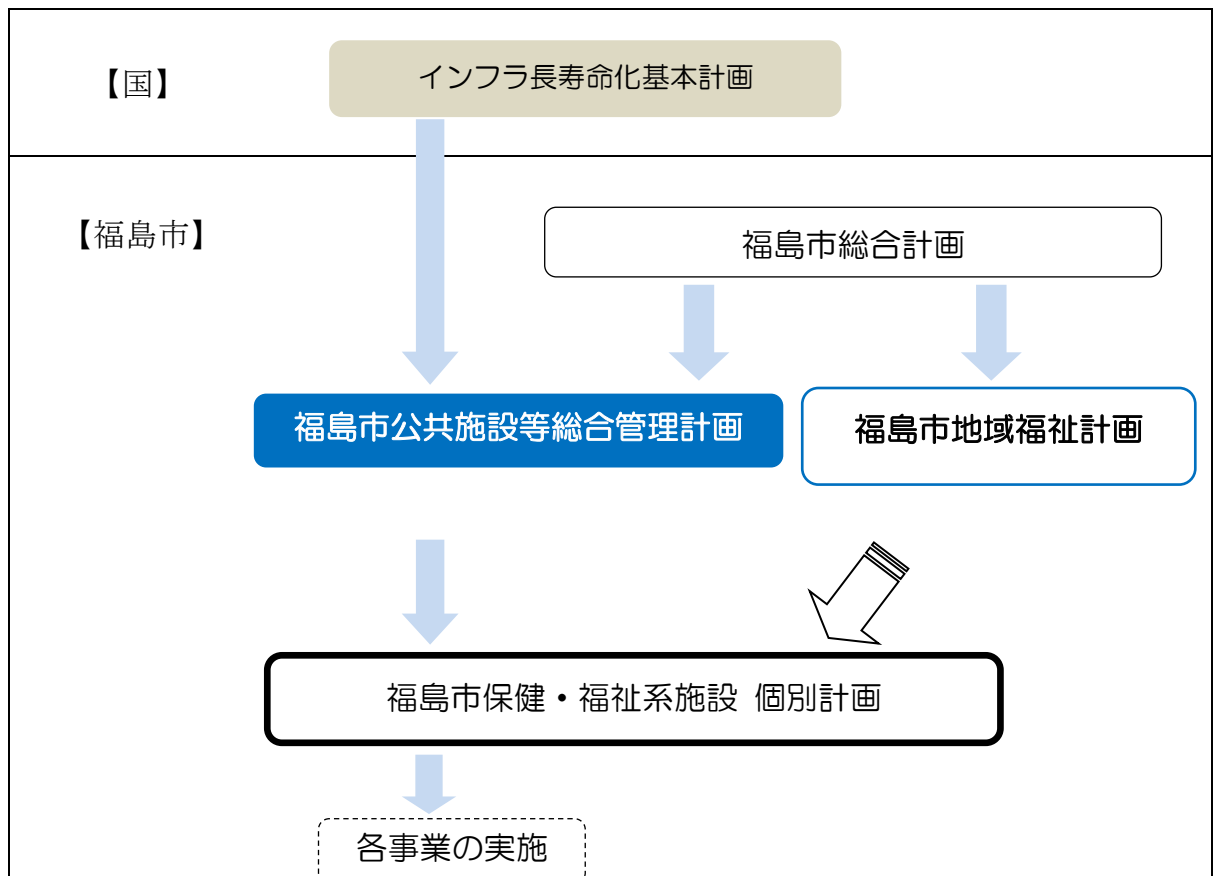 【国】
インフラ長寿命化基本計画
【福島市】
福島市総合計画
福島市公共施設等総合管理計画
福島市地域福祉計画
福島市保健・福祉系施設 個別計画
各事業の実施